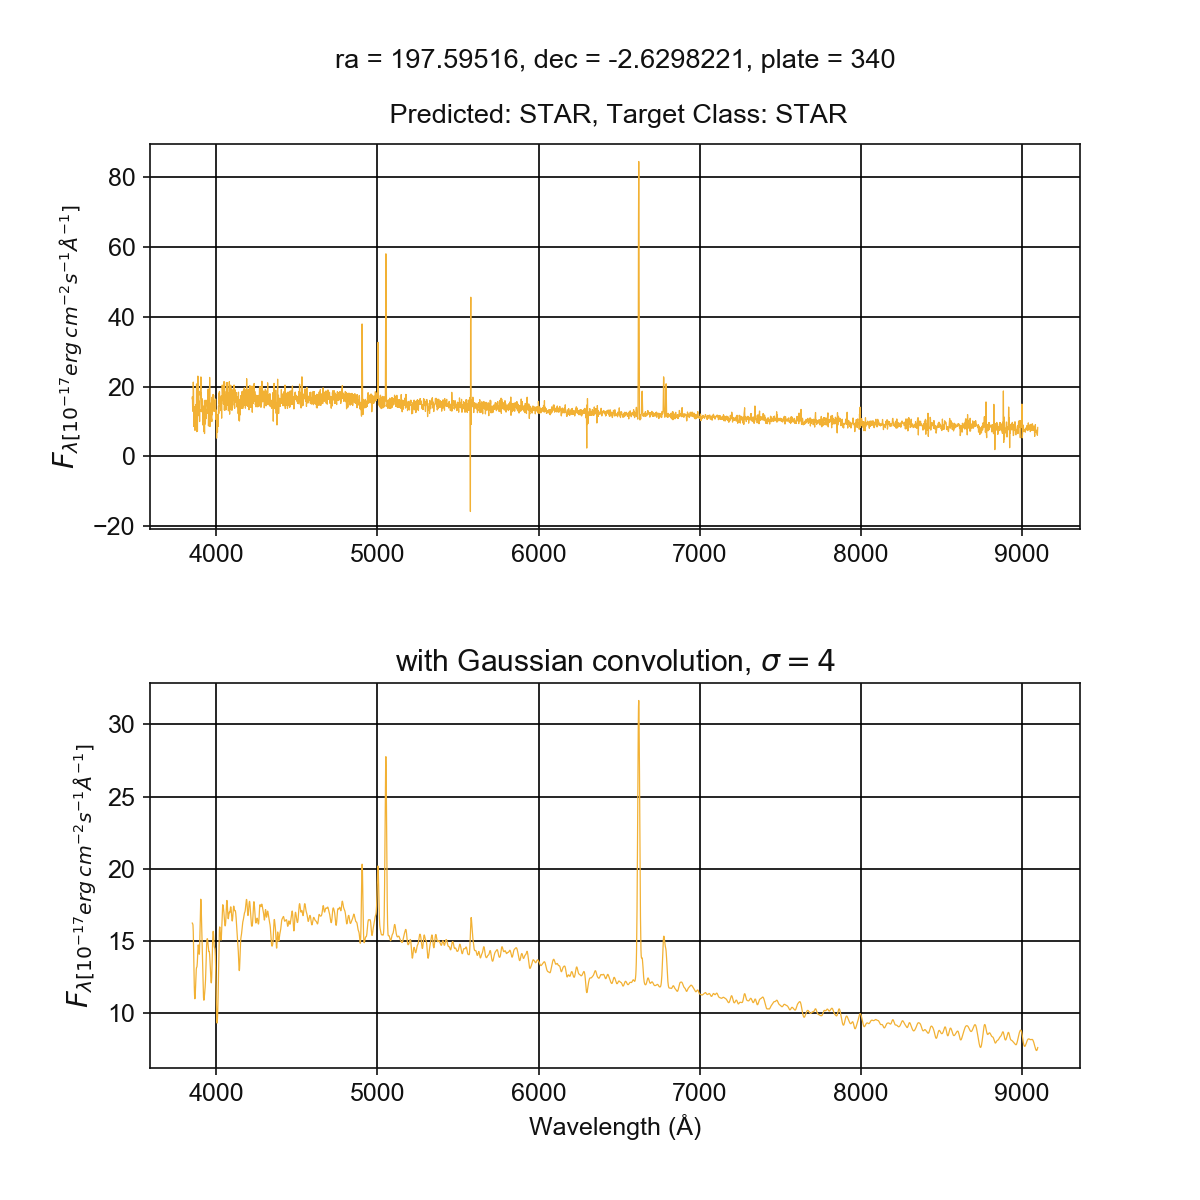 ra = 197.59516, dec = -2.6298221, plate = 340
Predicted: STAR, Target Class: STAR
80
60
40
20
0
−20
Fλ[10⁻¹⁷erg cm⁻²s⁻¹Å⁻¹]
4000 5000 6000 7000 8000 9000
with Gaussian convolution, σ = 4
30
25
20
15
10
Fλ[10⁻¹⁷erg cm⁻²s⁻¹Å⁻¹]
4000 5000 6000 7000 8000 9000
Wavelength (Å)